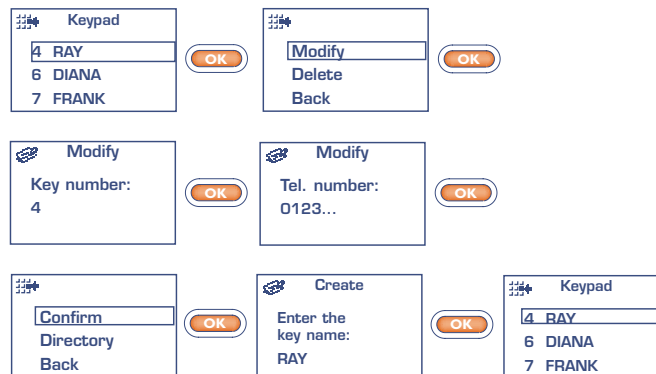 Keypad
4 RAY
6 DIANA
7 FRANK
OK
Modify
Delete
Back
OK
Modify
Key number:
4
OK
Modify
Tel. number:
0123...
OK
Confirm
Directory
Back
OK
Create
Enter the
key name:
RAY
OK
Keypad
4 RAY
6 DIANA
7 FRANK